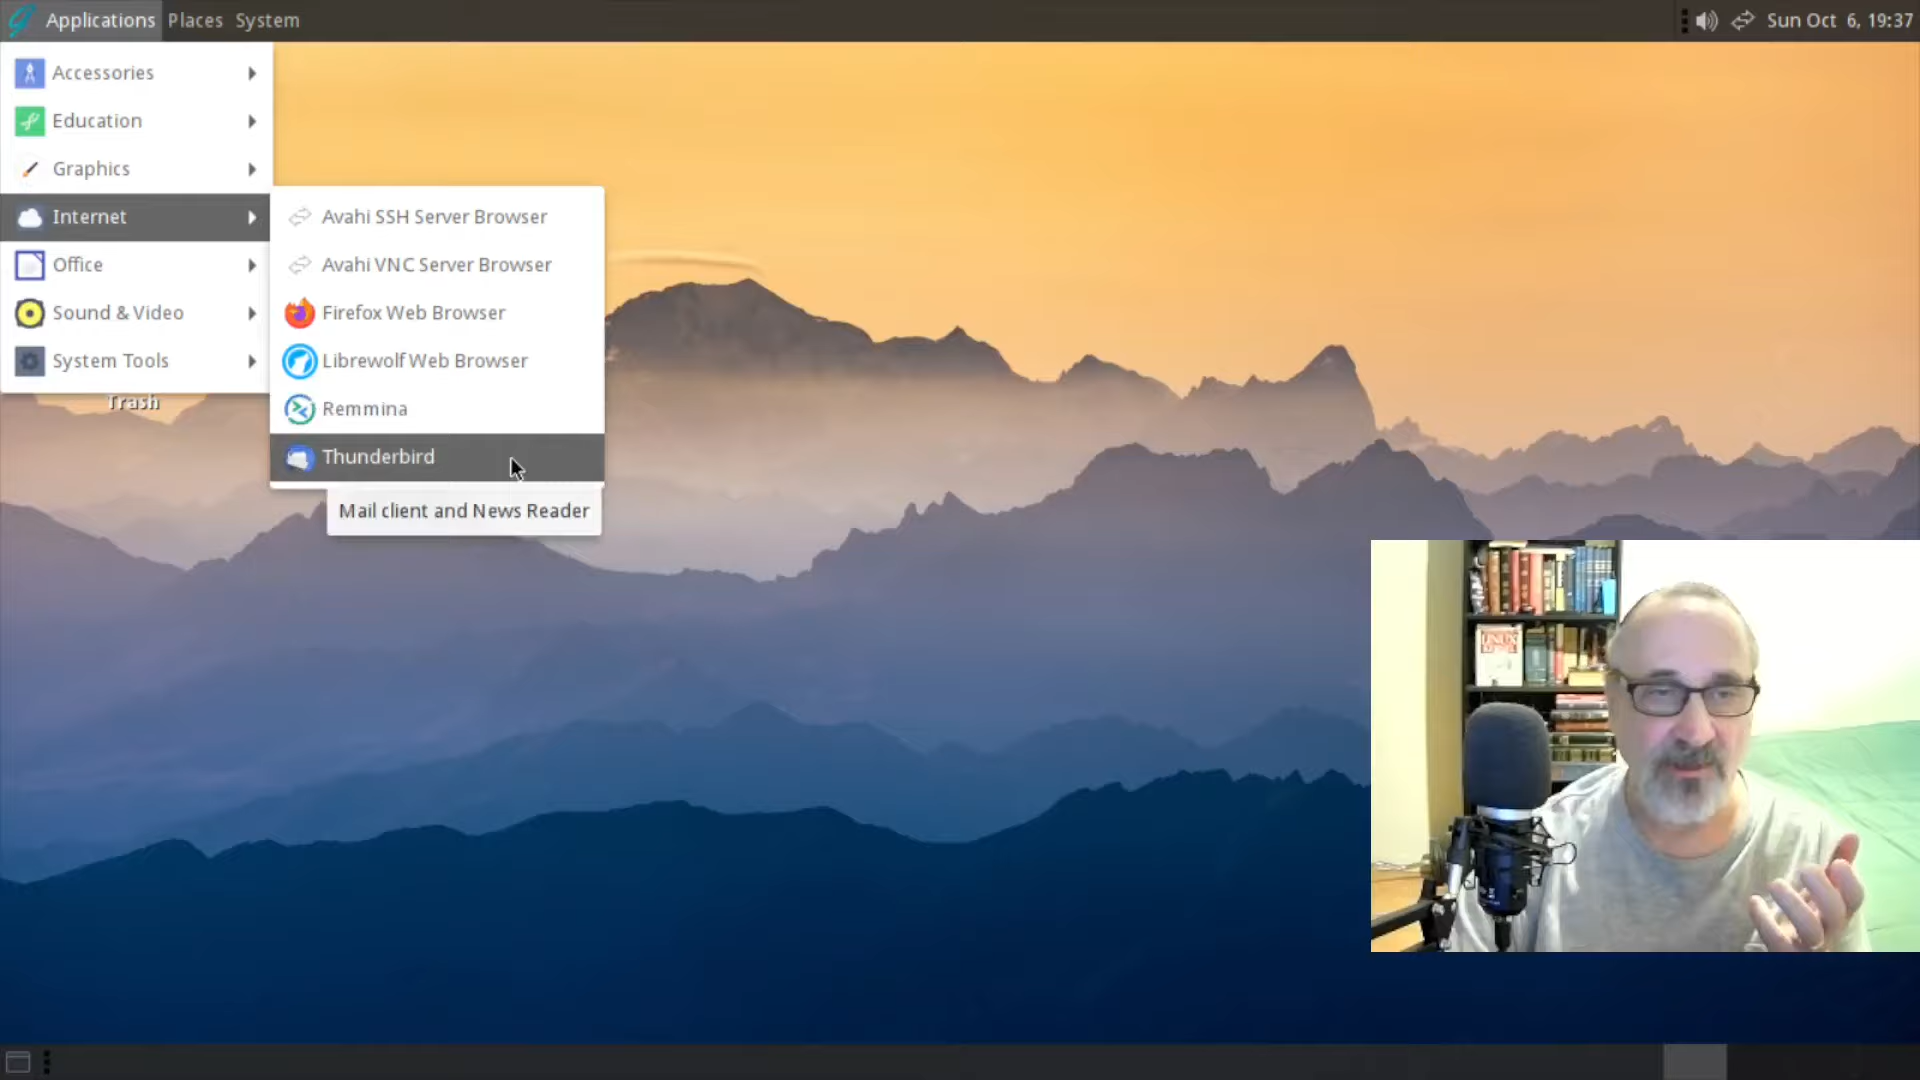 Applications Places System
Sun Oct 6, 19:37
Accessories
Education
Graphics
Internet
Office
Sound & Video
System Tools
Trash
Avahi SSH Server Browser
Avahi VNC Server Browser
Firefox Web Browser
Librewolf Web Browser
Remmina
Thunderbird
Mail client and News Reader
LINUX